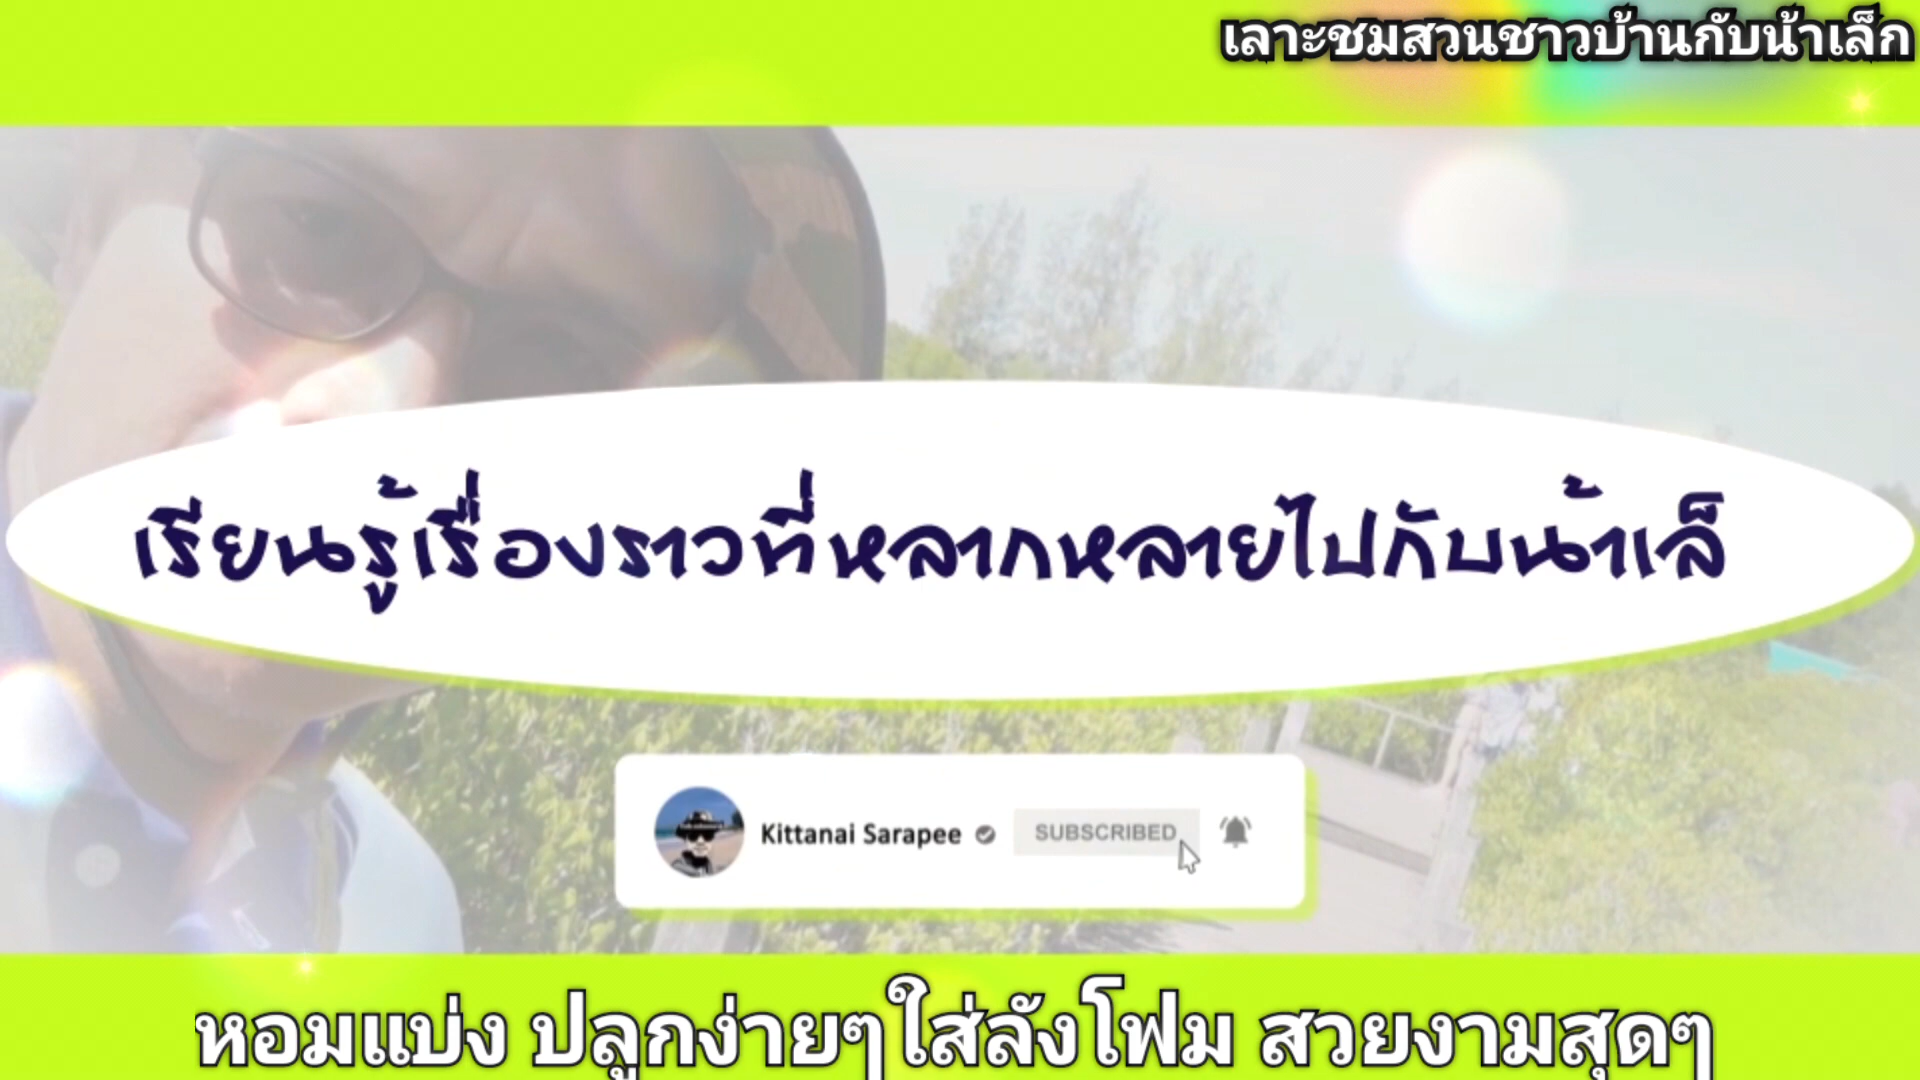 เลาะชมสวนชาวบ้านกับน้าเล็ก
เรียนรู้เรื่องราวที่หลากหลายไปกับน้าเล็
Kittanai Sarapee
SUBSCRIBED
หอมแบ่ง ปลูกง่ายๆใส่ลังโฟม สวยงามสุดๆ